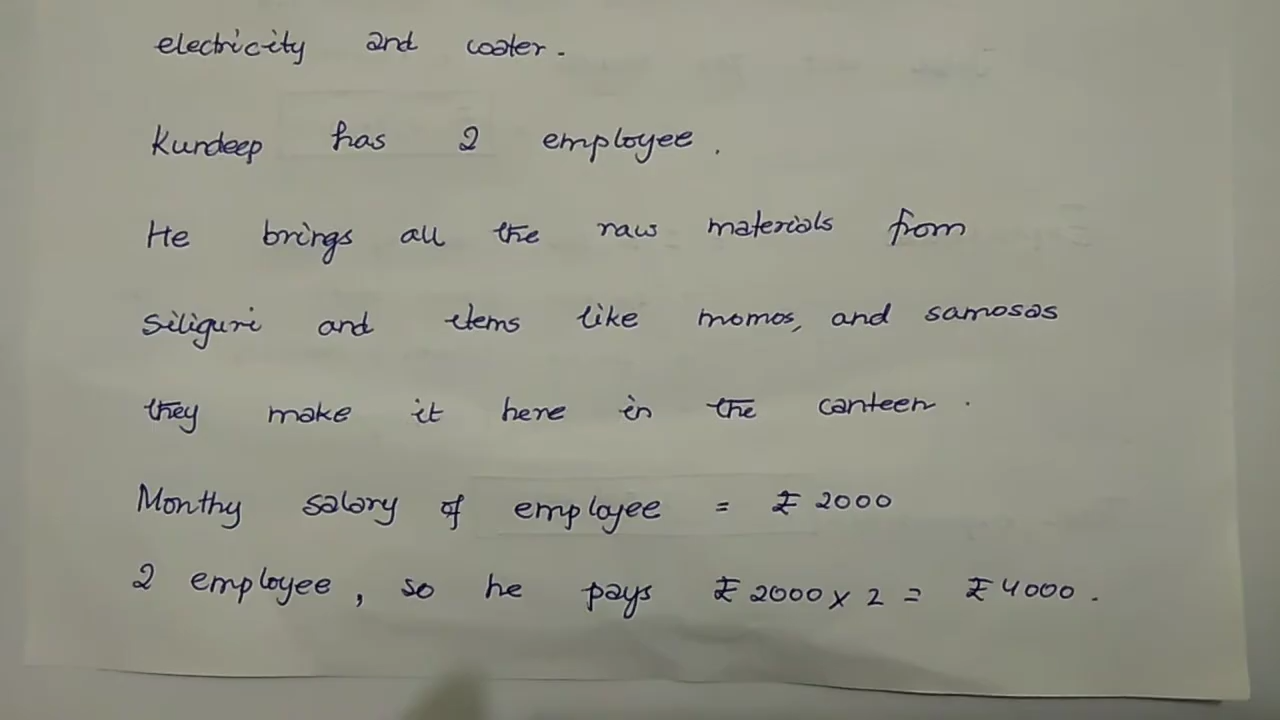 electricity and water.
Kurdeep has 2 employee.
He brings all the raw materials from
siliguri and items like momos, and samosas
they make it here in the canteen.
Monthy salary of employee = ₹ 2000
2 employee, so he pays ₹ 2000 x 2 = ₹ 4000.